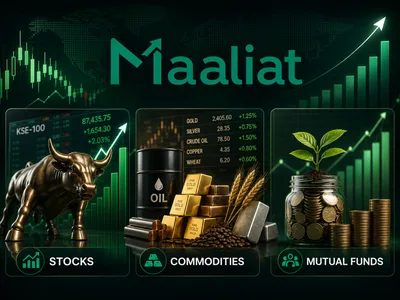 Maaliat
KSE-100
87,435.75
+1,654.30
+2.03%
GOLD 2,405.60 +1.25%
SILVER 28.35 +0.75%
CRUDE OIL 78.50 +1.50%
COPPER 4.35 +0.60%
WHEAT 6.20 +0.80%
OIL
STOCKS
COMMODITIES
MUTUAL FUNDS